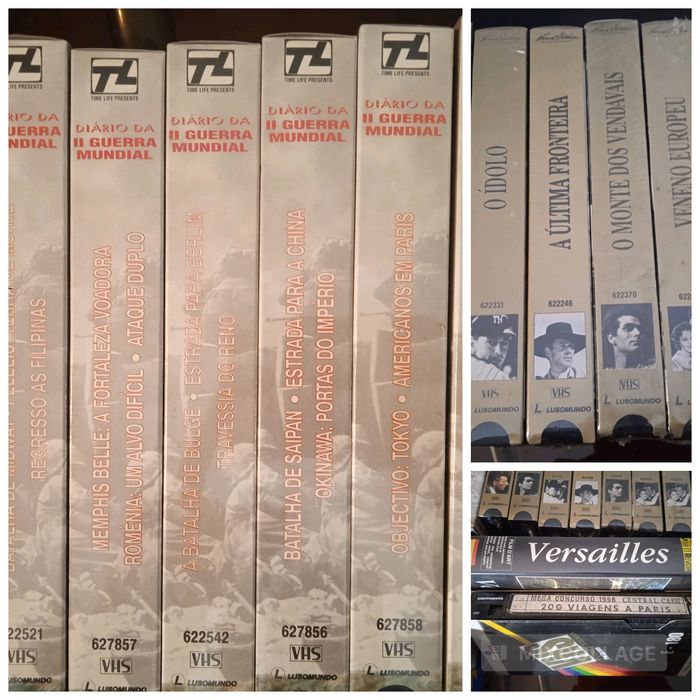 TL
TIME LIFE PRESENTS
DIÁRIO DA
II GUERRA
MUNDIAL
REGRESSO ÀS FILIPINAS
22521
VHS
TL
TIME LIFE PRESENTS
DIÁRIO DA
II GUERRA
MUNDIAL
MEMPHIS BELLE: A FORTALEZA VOADORA
ROMÉNIA: UM ALVO DIFÍCIL • ATAQUE DUPLO
627857
VHS
L LUSOMUNDO
TL
TIME LIFE PRESENTS
DIÁRIO DA
II GUERRA
MUNDIAL
A BATALHA DE BULGE • ESTRADA PARA BERLIM
TRAVESSIA DO RENO
622542
VHS
L LUSOMUNDO
TL
TIME LIFE PRESENTS
DIÁRIO DA
II GUERRA
MUNDIAL
BATALHA DE SAIPAN • ESTRADA PARA A CHINA
OKINAWA: PORTAS DO IMPÉRIO
627856
VHS
L LUSOMUNDO
TL
TIME LIFE PRESENTS
DIÁRIO DA
II GUERRA
MUNDIAL
OBJECTIVO: TOKYO • AMERICANOS EM PARIS
627858
VHS
L LUSOMUNDO
O ÍDOLO
622331
VHS
L LUSOMUNDO
A ÚLTIMA FRONTEIRA
622246
VHS
L LUSOMUNDO
O MONTE DOS VENDAVAIS
622370
VHS
L LUSOMUNDO
VENENO EUROPEU
VHS
FILM D'ART
Versailles
MEGA CONCURSO 1996 CENTRAL CASH
200 VIAGENS A PARIS
MIXCOLLAGE